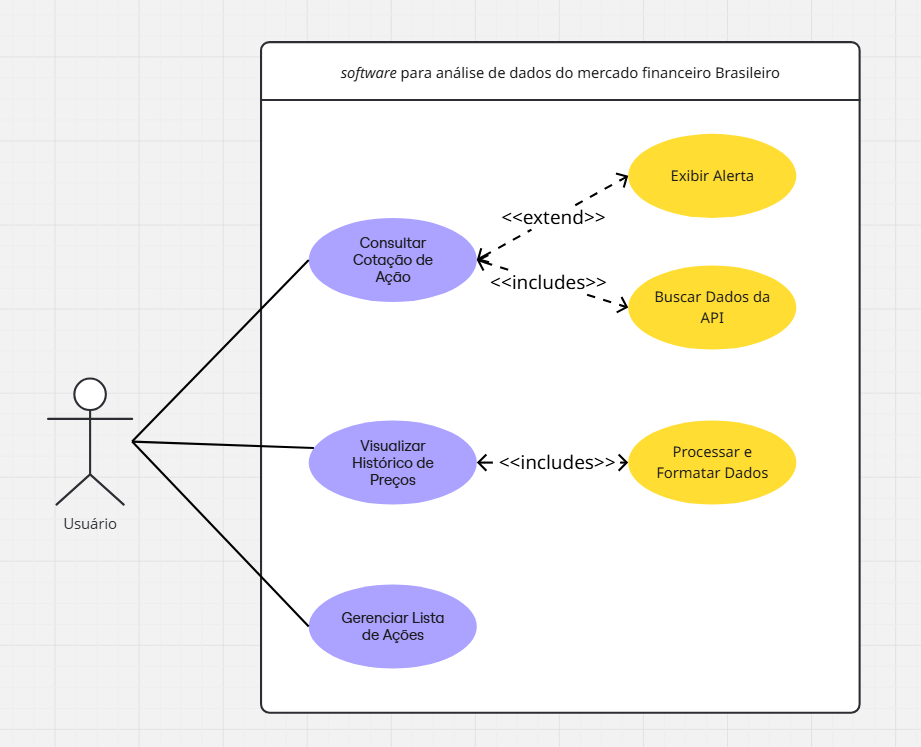 software para análise de dados do mercado financeiro Brasileiro
Exibir Alerta
<<extend>>
Consultar
Cotação de
Ação
<<includes>>
Buscar Dados da
API
Visualizar
Histórico de
Preços
<<includes>>
Processar e
Formatar Dados
Usuário
Gerenciar Lista
de Ações